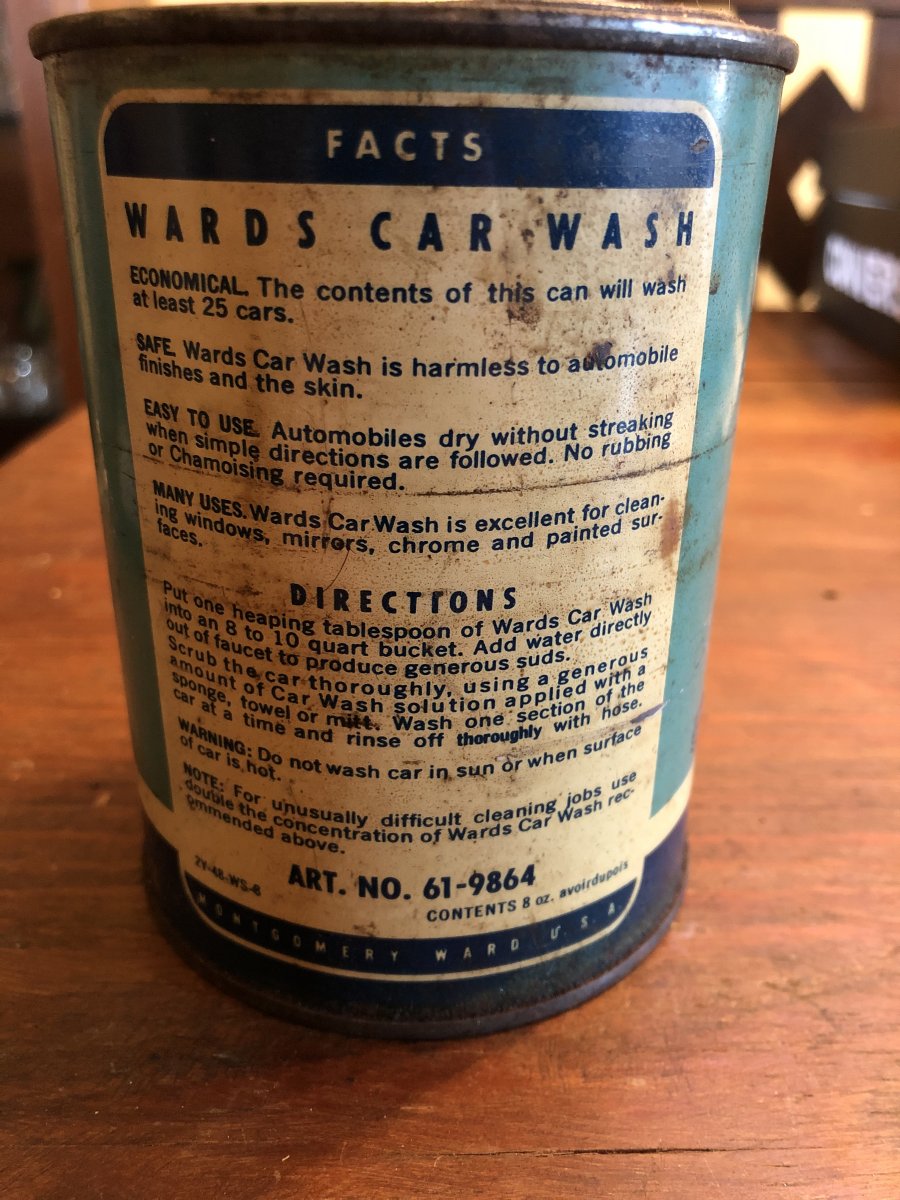 FACTS
WARDS CAR WASH
ECONOMICAL. The contents of this can will wash
at least 25 cars.
SAFE. Wards Car Wash is harmless to automobile
finishes and the skin.
EASY TO USE. Automobiles dry without streaking
when simple directions are followed. No rubbing
or Chamoising required.
MANY USES. Wards Car Wash is excellent for clean-
ing windows, mirrors, chrome and painted sur-
faces.
DIRECTIONS
Put one heaping tablespoon of Wards Car Wash
into an 8 to 10 quart bucket. Add water directly
out of faucet to produce generous suds.
Scrub the car thoroughly, using a generous
amount of Car Wash solution applied with a
sponge, towel or mitt. Wash one section of the
car at a time and rinse off thoroughly with hose.
WARNING: Do not wash car in sun or when surface
of car is hot.
NOTE: For unusually difficult cleaning jobs use
double the concentration of Wards Car Wash rec-
ommended above.
2Y-48-WS-6
ART. NO. 61-9864
CONTENTS 8 oz. avoirdupois
MONTGOMERY WARD U.S.A.